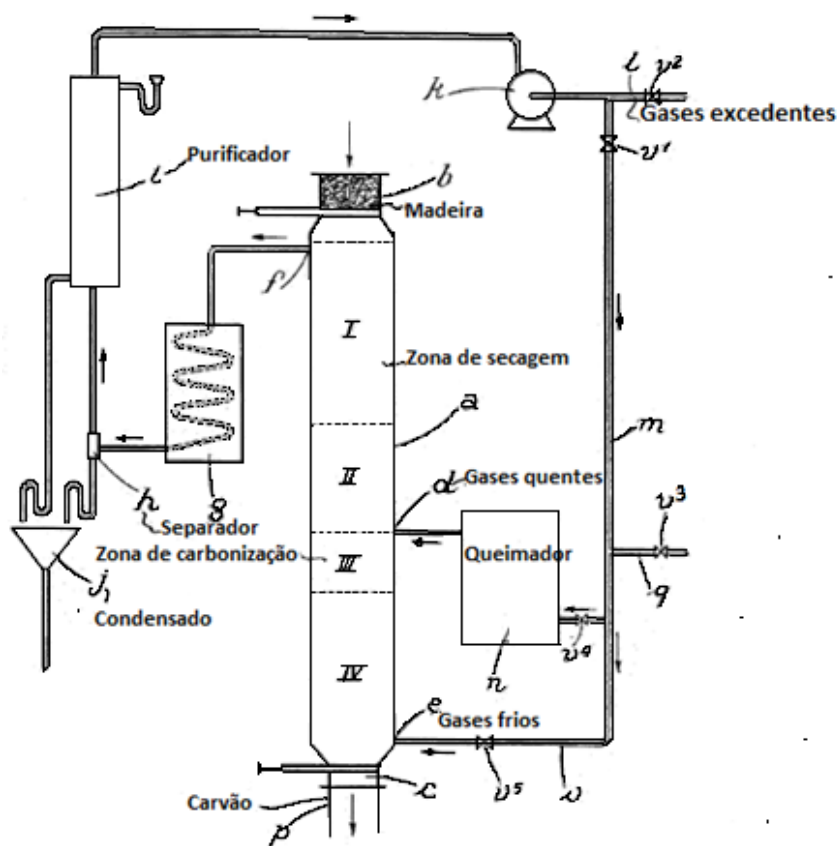 k
l
v²
Gases excedentes
v¹
i Purificador
b
Madeira
f
I
Zona de secagem
a
m
II
d Gases quentes
g
h
Separador
v³
Zona de carbonização
III
Queimador
q
j,
Condensado
v⁴
n
IV
e Gases frios
v⁵
c
Carvão
p